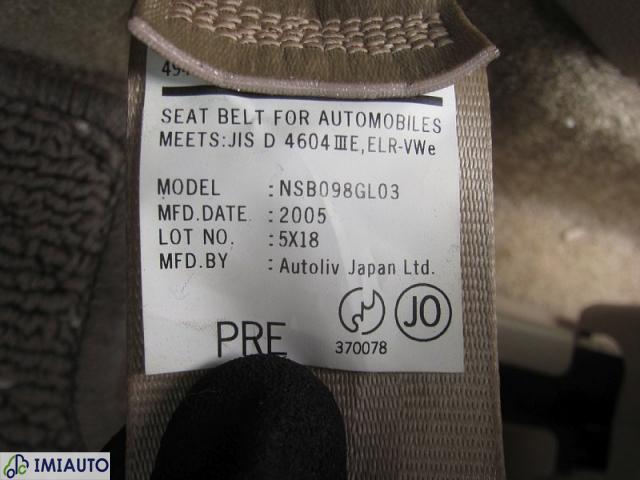 SEAT BELT FOR AUTOMOBILES
MEETS:JIS D 4604ⅢE,ELR-VWe
MODEL :NSB098GL03
MFD.DATE :2005
LOT NO. :5X18
MFD.BY :Autoliv Japan Ltd.
JO
PRE
370078
IMIAUTO